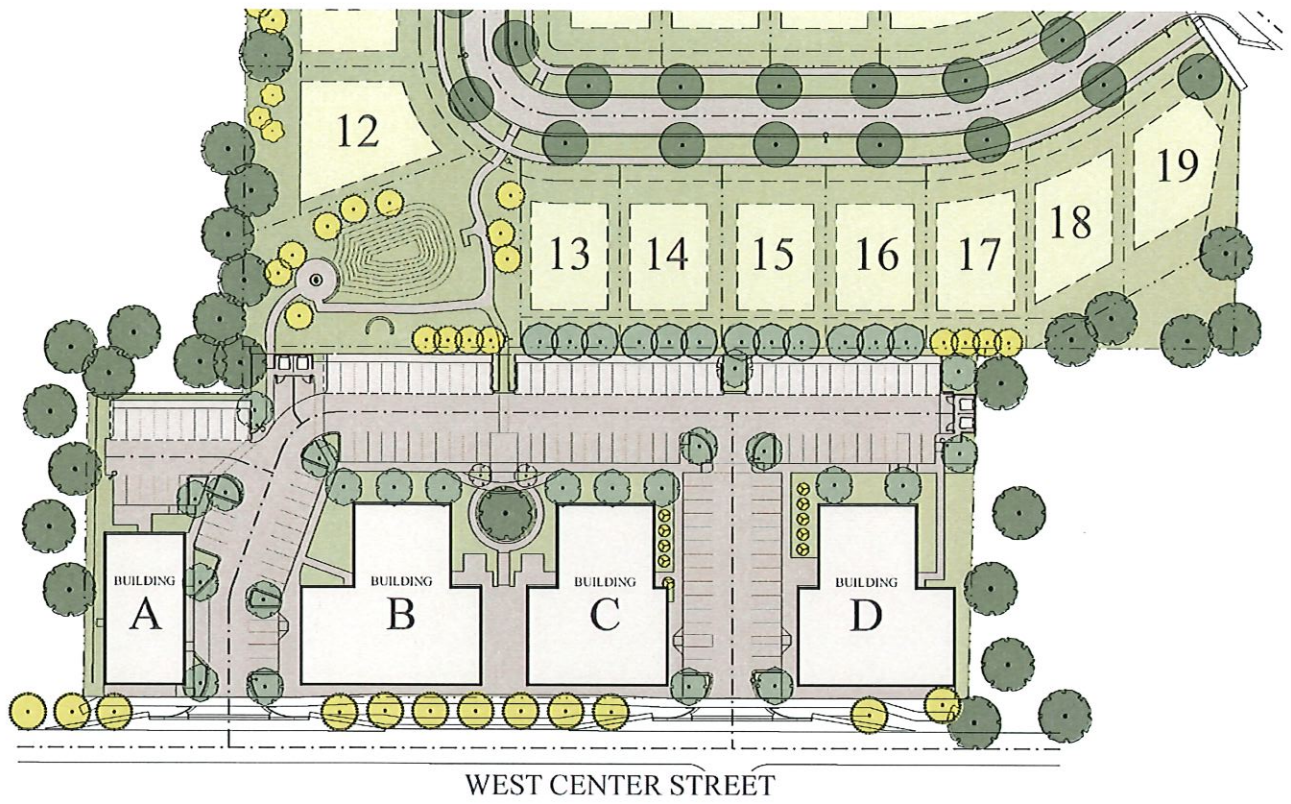 12
19
18
13
14
15
16
17
BUILDING
A
BUILDING
B
BUILDING
C
BUILDING
D
WEST CENTER STREET